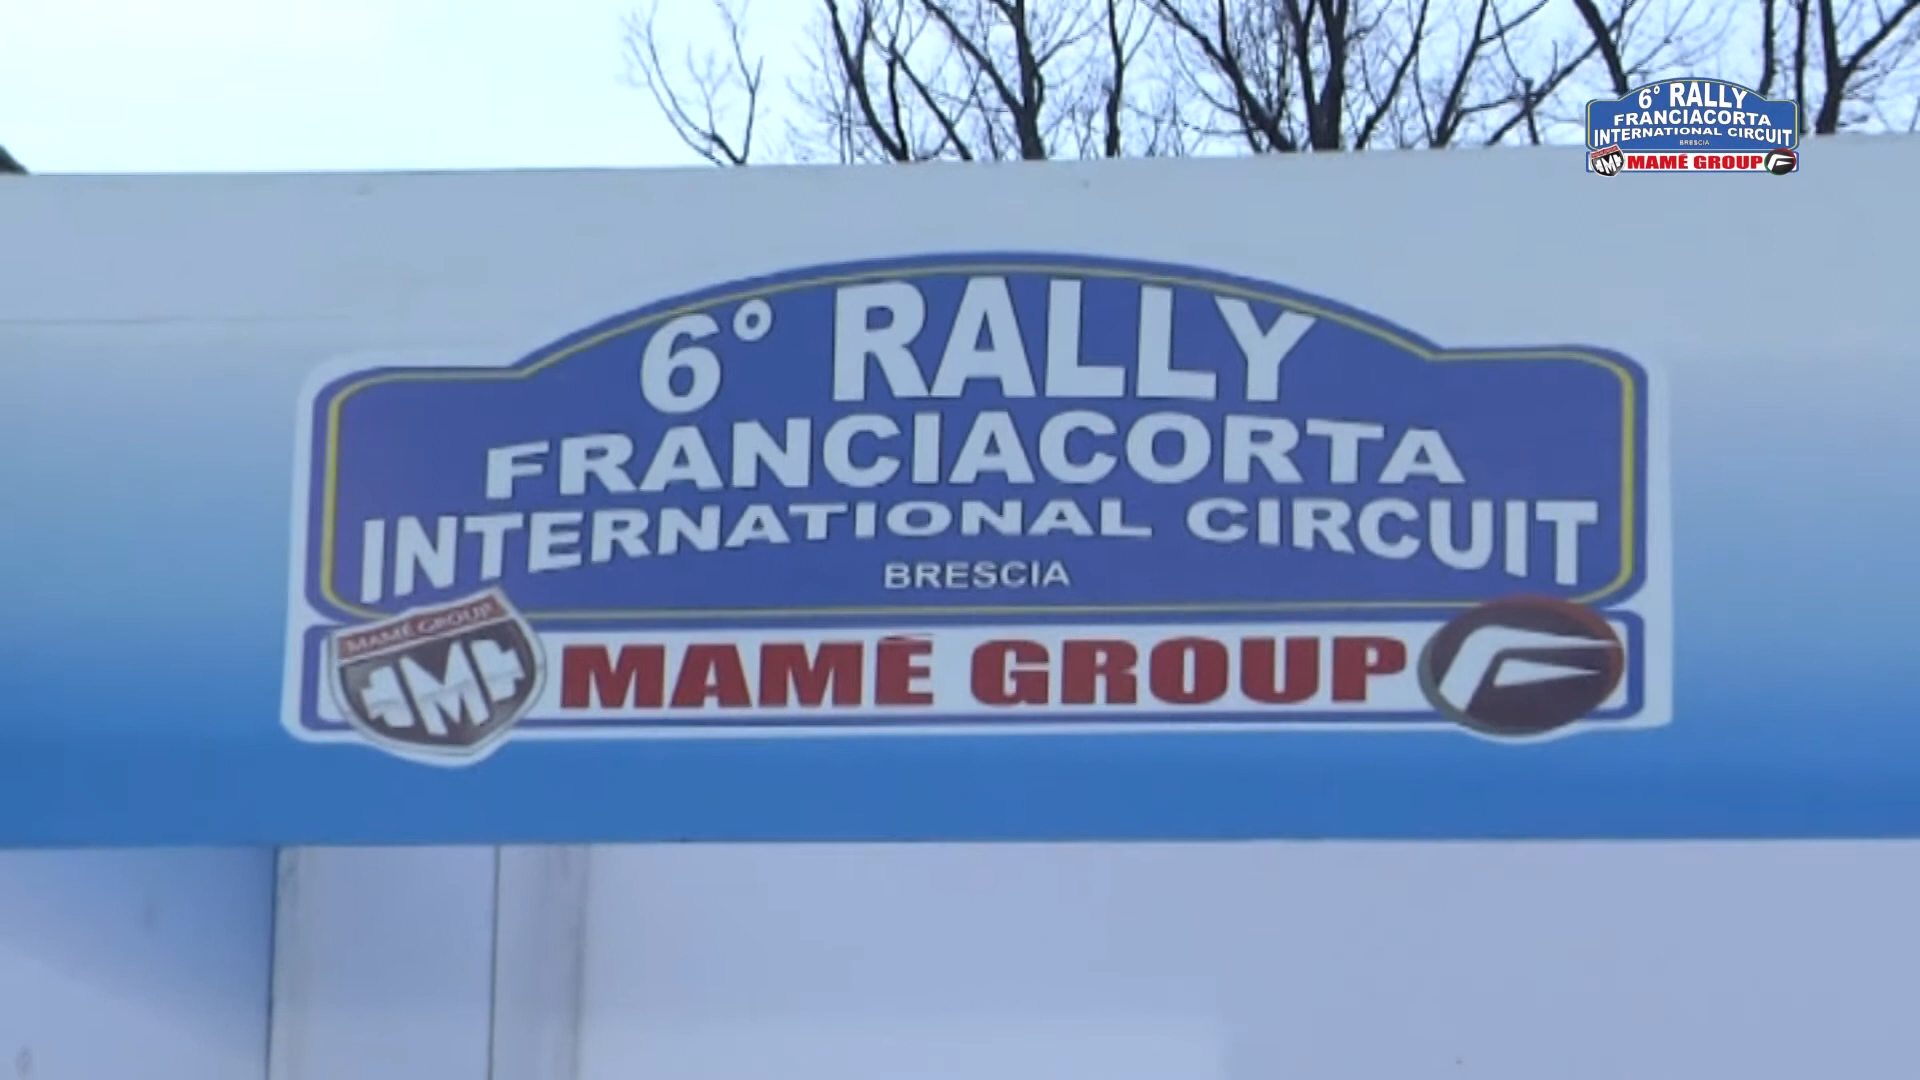 6° RALLY
FRANCIACORTA
INTERNATIONAL CIRCUIT
BRESCIA
MAMÉ GROUP
MAMÉ GROUP
6° RALLY
FRANCIACORTA
INTERNATIONAL CIRCUIT
BRESCIA
MAMÉ GROUP